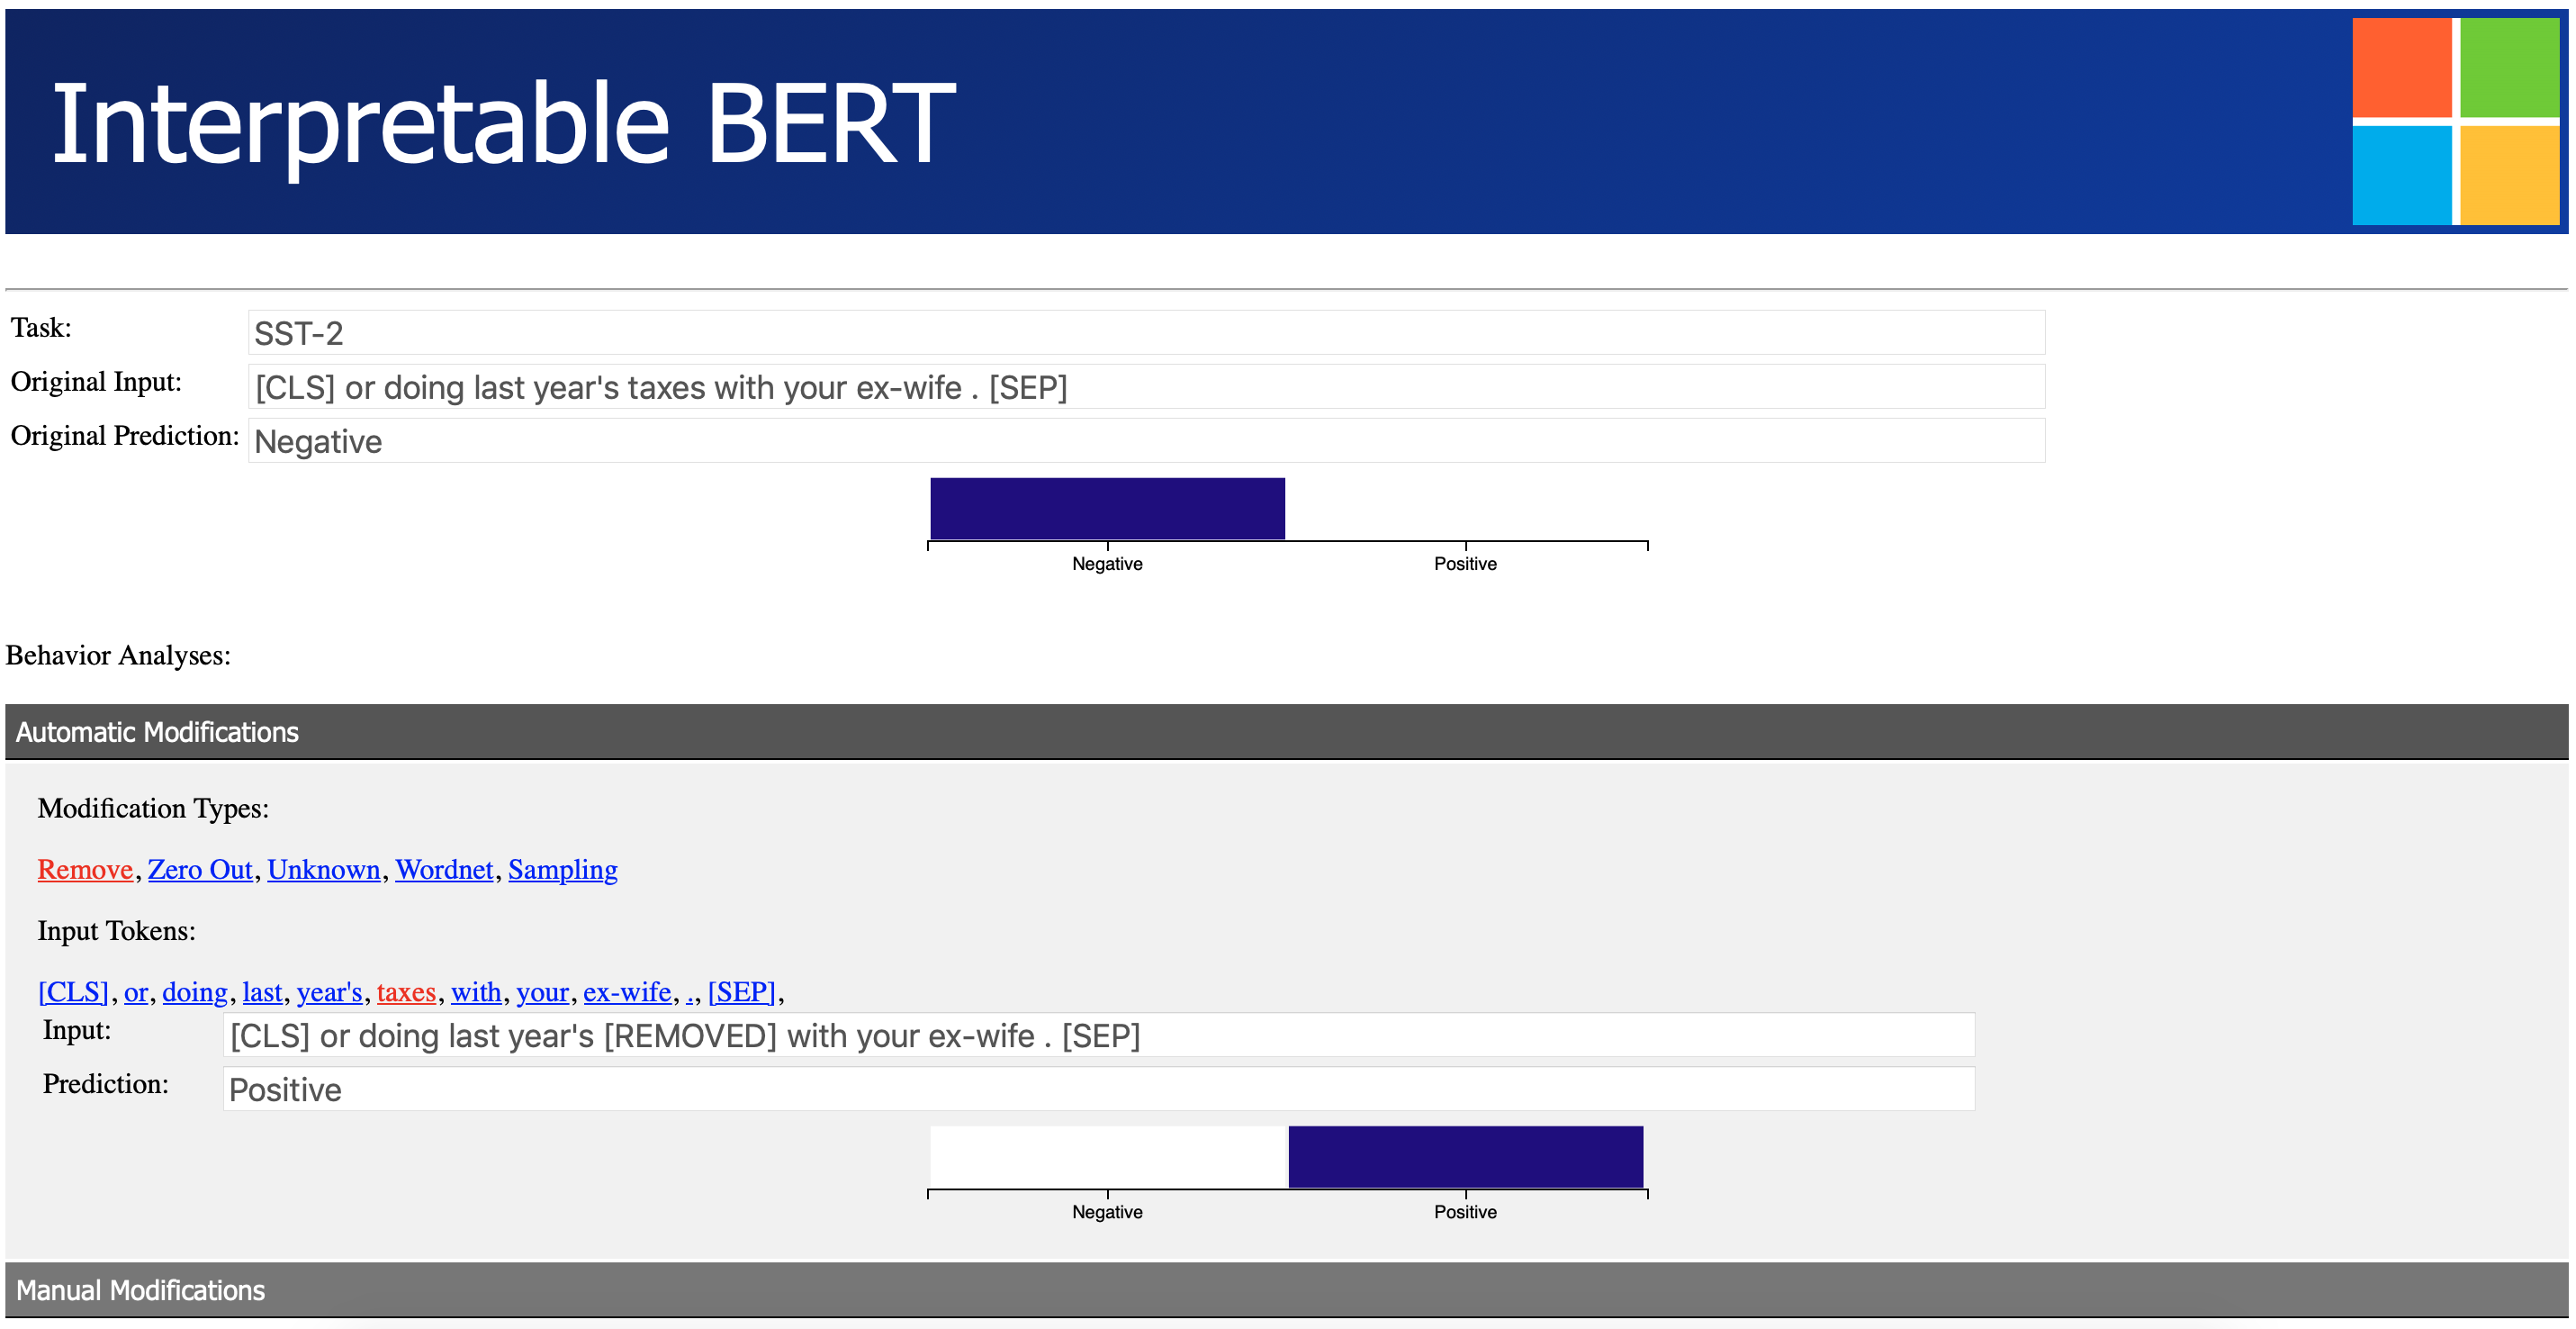 Interpretable BERT
Task: SST-2
Original Input: [CLS] or doing last year's taxes with your ex-wife . [SEP]
Original Prediction: Negative
Negative Positive
Behavior Analyses:
Automatic Modifications
Modification Types:
Remove, Zero Out, Unknown, Wordnet, Sampling
Input Tokens:
[CLS], or, doing, last, year's, taxes, with, your, ex-wife, ., [SEP],
Input: [CLS] or doing last year's [REMOVED] with your ex-wife . [SEP]
Prediction: Positive
Negative Positive
Manual Modifications